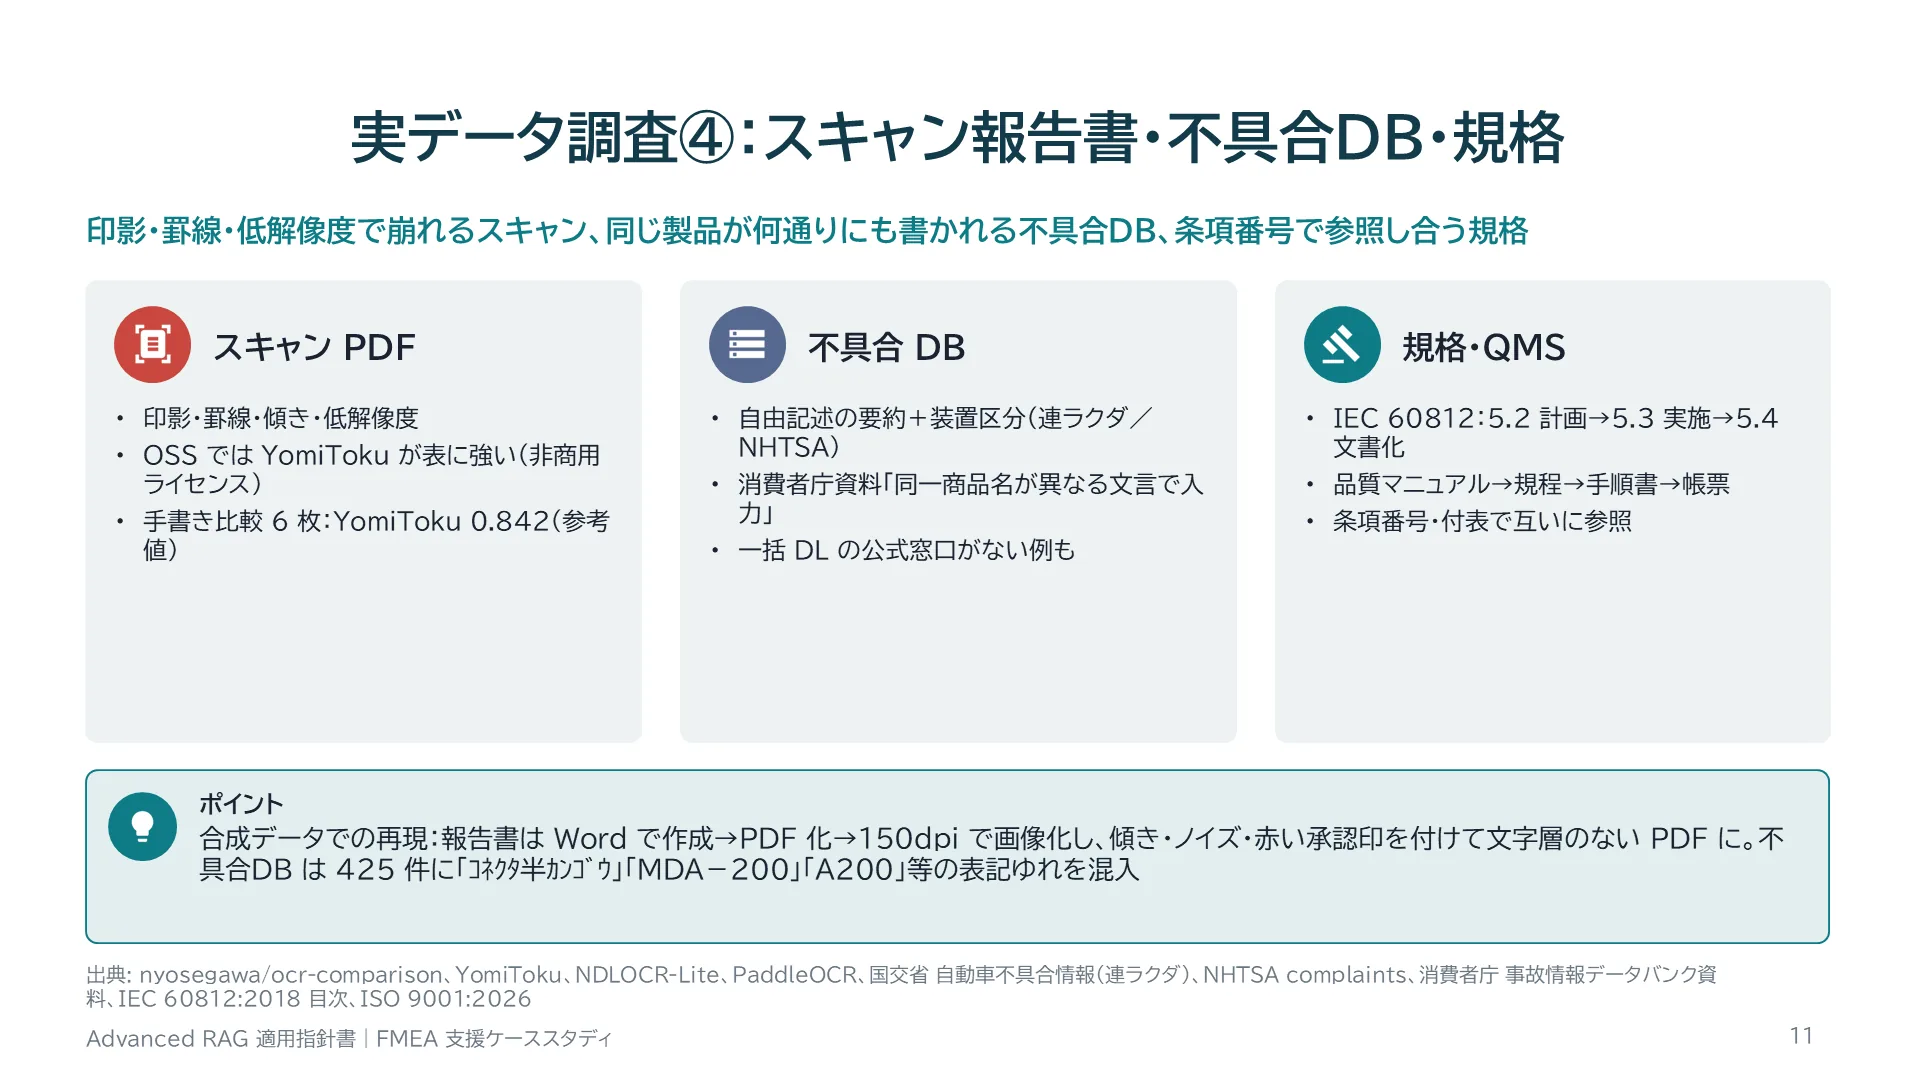 実データ調査④：スキャン報告書・不具合DB・規格
印影・罫線・低解像度で崩れるスキャン、同じ製品が何通りにも書かれる不具合DB、条項番号で参照し合う規格
スキャン PDF
• 印影・罫線・傾き・低解像度
• OSS では YomiToku が表に強い（非商用
ライセンス）
• 手書き比較 6 枚：YomiToku 0.842（参考
値）
不具合 DB
• 自由記述の要約＋装置区分（連ラクダ／
NHTSA）
• 消費者庁資料「同一商品名が異なる文言で入
力」
• 一括 DL の公式窓口がない例も
規格・QMS
• IEC 60812：5.2 計画→5.3 実施→5.4
文書化
• 品質マニュアル→規程→手順書→帳票
• 条項番号・付表で互いに参照
ポイント
合成データでの再現：報告書は Word で作成→PDF 化→150dpi で画像化し、傾き・ノイズ・赤い承認印を付けて文字層のない PDF に。不
具合DB は 425 件に「ｺﾈｸﾀ半ｶﾝｺﾞｳ」「MDA－200」「A200」等の表記ゆれを混入
出典: nyosegawa/ocr-comparison、YomiToku、NDLOCR-Lite、PaddleOCR、国交省 自動車不具合情報（連ラクダ）、NHTSA complaints、消費者庁 事故情報データバンク資
料、IEC 60812:2018 目次、ISO 9001:2026
Advanced RAG 適用指針書｜FMEA 支援ケーススタディ
11